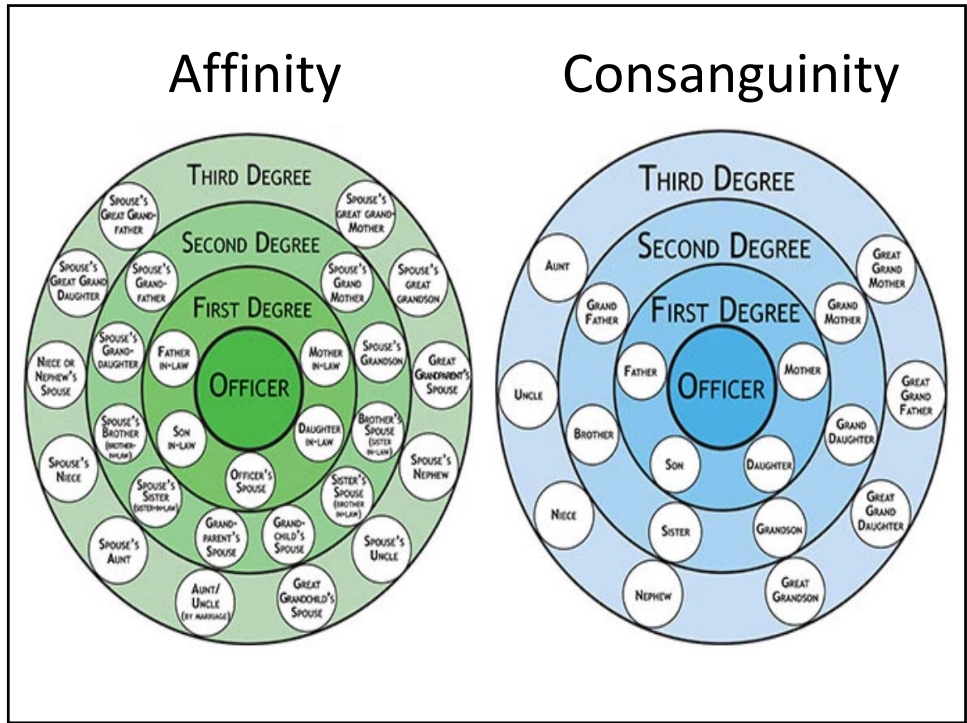 Affinity
Consanguinity
THIRD DEGREE
SPOUSE'S
GREAT GRAND-
FATHER
SPOUSE'S
GREAT GRAND-
MOTHER
SPOUSE'S
GREAT GRAND
DAUGHTER
SPOUSE'S
GREAT
GRANDSON
NIECE OR
NEPHEW'S
SPOUSE
GREAT
GRANDPARENT'S
SPOUSE
SPOUSE'S
NIECE
SPOUSE'S
NEPHEW
SPOUSE'S
AUNT
SPOUSE'S
UNCLE
AUNT/
UNCLE
(BY MARRIAGE)
GREAT
GRANDCHILD'S
SPOUSE
SECOND DEGREE
SPOUSE'S
GRAND-
FATHER
SPOUSE'S
GRAND
MOTHER
SPOUSE'S
GRAND-
DAUGHTER
SPOUSE'S
GRANDSON
SPOUSE'S
BROTHER
(BROTHER-
IN-LAW)
BROTHER'S
SPOUSE
(SISTER
IN-LAW)
SPOUSE'S
SISTER
(SISTER-IN-LAW)
SISTER'S
SPOUSE
(BROTHER
IN-LAW)
GRAND-
PARENT'S
SPOUSE
GRAND-
CHILD'S
SPOUSE
FIRST DEGREE
FATHER
IN-LAW
MOTHER
IN-LAW
SON
IN-LAW
DAUGHTER
IN-LAW
OFFICER'S
SPOUSE
OFFICER
THIRD DEGREE
AUNT
GREAT
GRAND
MOTHER
UNCLE
GREAT
GRAND
FATHER
NIECE
GREAT
GRAND
DAUGHTER
NEPHEW
GREAT
GRANDSON
SECOND DEGREE
GRAND
FATHER
GRAND
MOTHER
BROTHER
GRAND
DAUGHTER
SISTER
GRANDSON
FIRST DEGREE
FATHER
MOTHER
SON
DAUGHTER
OFFICER